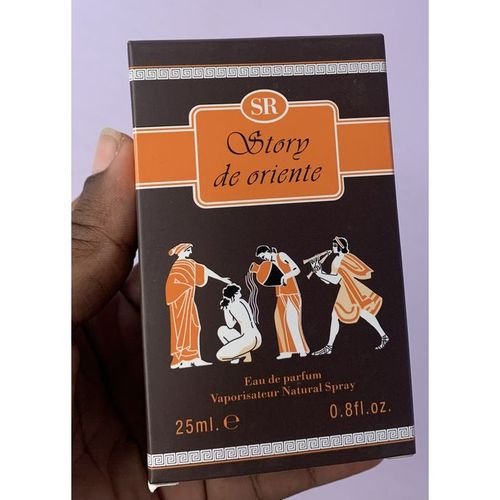 SR
Story
de oriente
Eau de parfum
Vaporisateur Natural Spray
25ml. ℮ 0.8fl.oz.